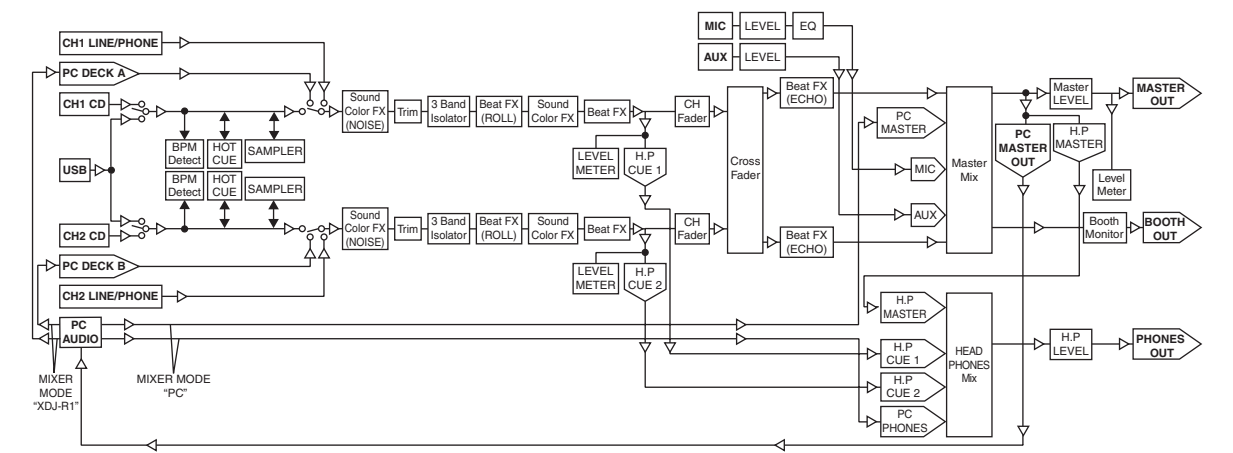 MIC
LEVEL
EQ
AUX
LEVEL
CH1 LINE/PHONE
PC DECK A
CH1 CD
USB
CH2 CD
PC DECK B
CH2 LINE/PHONE
BPM
Detect
HOT
CUE
SAMPLER
BPM
Detect
HOT
CUE
SAMPLER
Sound
Color FX
(NOISE)
Trim
3 Band
Isolator
Beat FX
(ROLL)
Sound
Color FX
Beat FX
LEVEL
METER
H.P
CUE 1
CH
Fader
Sound
Color FX
(NOISE)
Trim
3 Band
Isolator
Beat FX
(ROLL)
Sound
Color FX
Beat FX
LEVEL
METER
H.P
CUE 2
CH
Fader
Cross
Fader
Beat FX
(ECHO)
Beat FX
(ECHO)
PC
MASTER
MIC
AUX
Master
Mix
Master
LEVEL
MASTER
OUT
PC
MASTER
OUT
H.P
MASTER
Level
Meter
Booth
Monitor
BOOTH
OUT
PC
AUDIO
MIXER
MODE
“XDJ-R1”
MIXER MODE
“PC”
H.P
MASTER
H.P
CUE 1
H.P
CUE 2
PC
PHONES
HEAD
PHONES
Mix
H.P
LEVEL
PHONES
OUT